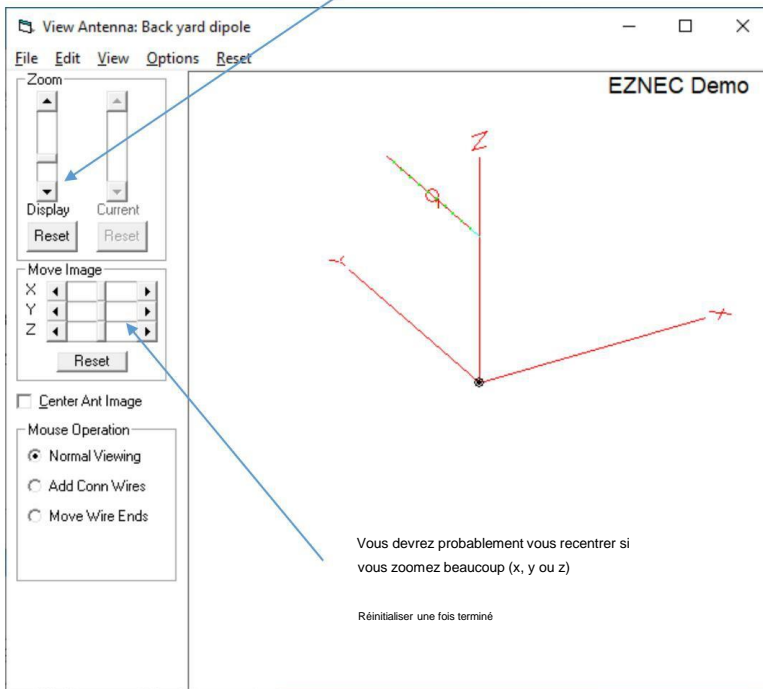 View Antenna: Back yard dipole
File Edit View Options Reset
Zoom
Display Current
Reset Reset
Move Image
X
Y
Z
Reset
Center Ant Image
Mouse Operation
Normal Viewing
Add Conn Wires
Move Wire Ends
EZNEC Demo
Z
Y
X
Vous devrez probablement vous recentrer si
vous zoomez beaucoup (x, y ou z)
Réinitialiser une fois terminé